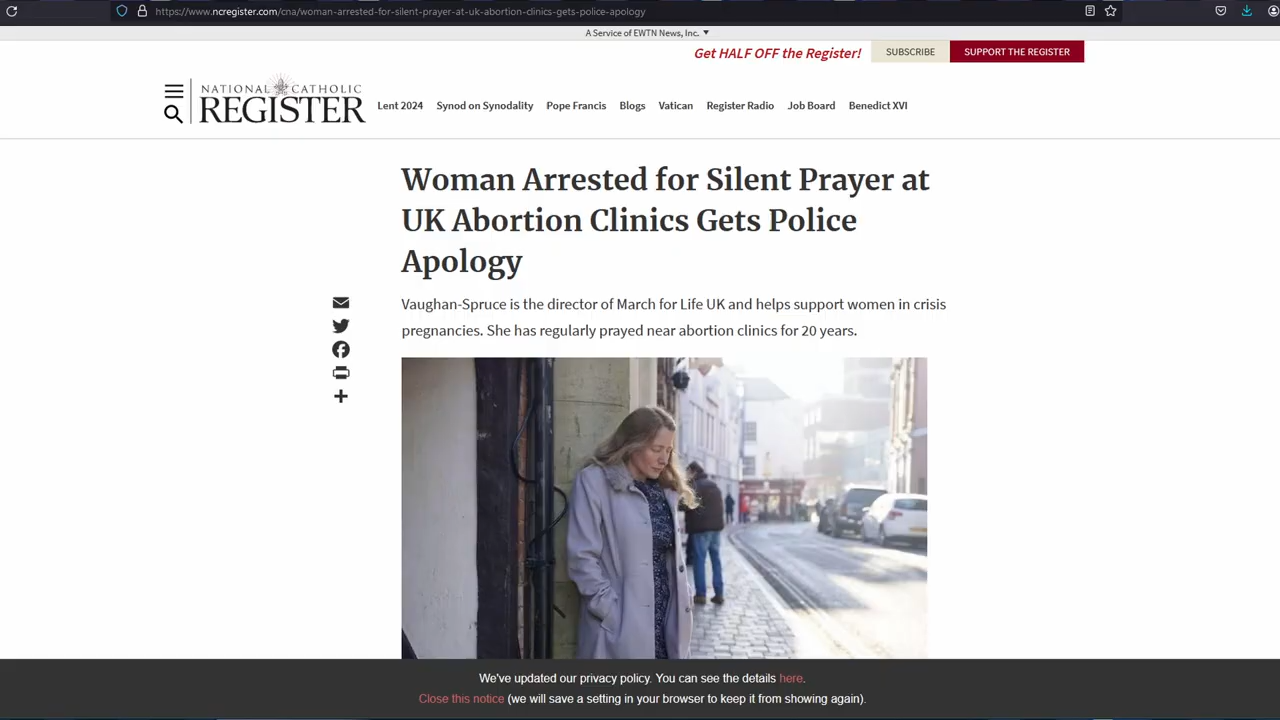 https://www.ncregister.com/cna/woman-arrested-for-silent-prayer-at-uk-abortion-clinics-gets-police-apology
A Service of EWTN News, Inc. ▼
Get HALF OFF the Register!
SUBSCRIBE
SUPPORT THE REGISTER
NATIONAL CATHOLIC
REGISTER
Lent 2024 Synod on Synodality Pope Francis Blogs Vatican Register Radio Job Board Benedict XVI
Woman Arrested for Silent Prayer at
UK Abortion Clinics Gets Police
Apology
Vaughan-Spruce is the director of March for Life UK and helps support women in crisis
pregnancies. She has regularly prayed near abortion clinics for 20 years.
We've updated our privacy policy. You can see the details here.
Close this notice (we will save a setting in your browser to keep it from showing again).